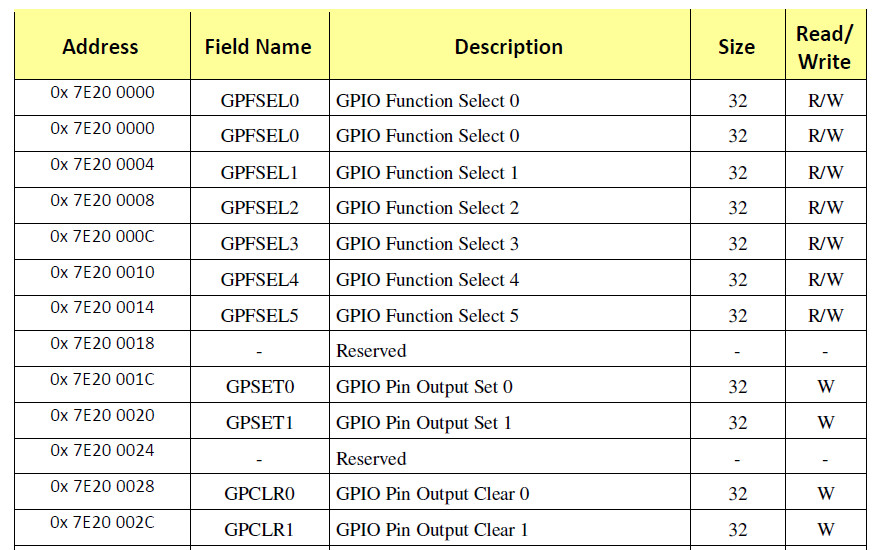 Address Field Name Description Size Read/
Write
0x 7E20 0000 GPFSEL0 GPIO Function Select 0 32 R/W
0x 7E20 0000 GPFSEL0 GPIO Function Select 0 32 R/W
0x 7E20 0004 GPFSEL1 GPIO Function Select 1 32 R/W
0x 7E20 0008 GPFSEL2 GPIO Function Select 2 32 R/W
0x 7E20 000C GPFSEL3 GPIO Function Select 3 32 R/W
0x 7E20 0010 GPFSEL4 GPIO Function Select 4 32 R/W
0x 7E20 0014 GPFSEL5 GPIO Function Select 5 32 R/W
0x 7E20 0018 - Reserved - -
0x 7E20 001C GPSET0 GPIO Pin Output Set 0 32 W
0x 7E20 0020 GPSET1 GPIO Pin Output Set 1 32 W
0x 7E20 0024 - Reserved - -
0x 7E20 0028 GPCLR0 GPIO Pin Output Clear 0 32 W
0x 7E20 002C GPCLR1 GPIO Pin Output Clear 1 32 W